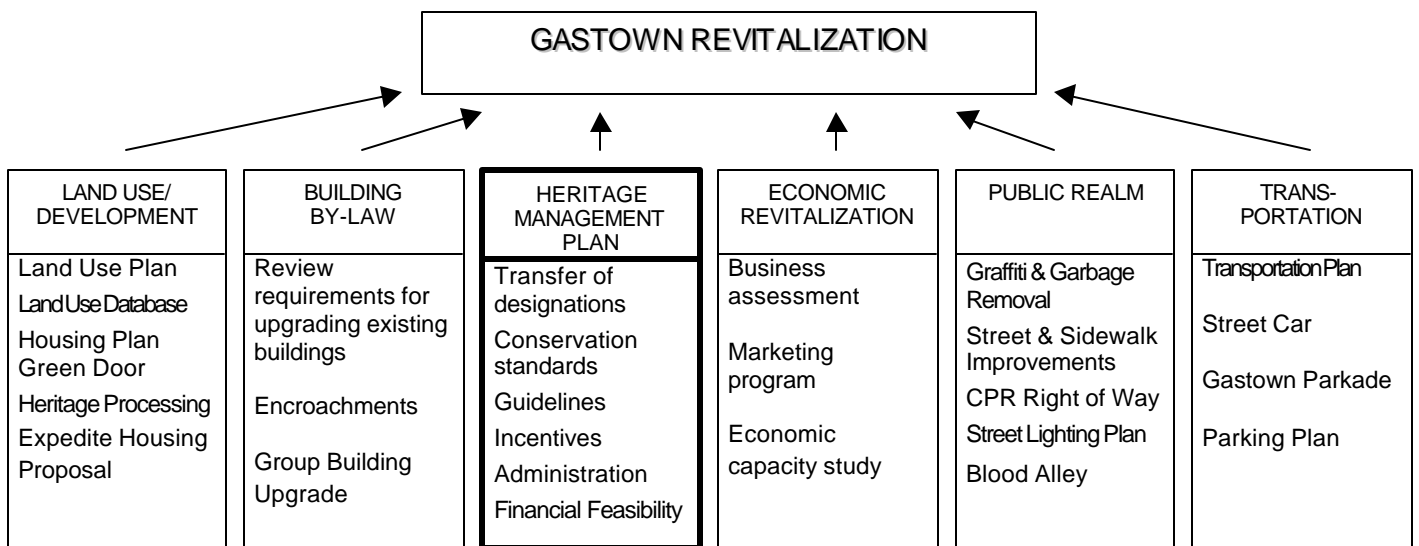 GASTOWN REVITALIZATION
LAND USE/
DEVELOPMENT
Land Use Plan
Land Use Database
Housing Plan
Green Door
Heritage Processing
Expedite Housing
Proposal
BUILDING
BY-LAW
Review
requirements for
upgrading existing
buildings
Encroachments
Group Building
Upgrade
HERITAGE
MANAGEMENT
PLAN
Transfer of
designations
Conservation
standards
Guidelines
Incentives
Administration
Financial Feasibility
ECONOMIC
REVITALIZATION
Business
assessment
Marketing
program
Economic
capacity study
PUBLIC REALM
Graffiti & Garbage
Removal
Street & Sidewalk
Improvements
CPR Right of Way
Street Lighting Plan
Blood Alley
TRANS-
PORTATION
Transportation Plan
Street Car
Gastown Parkade
Parking Plan